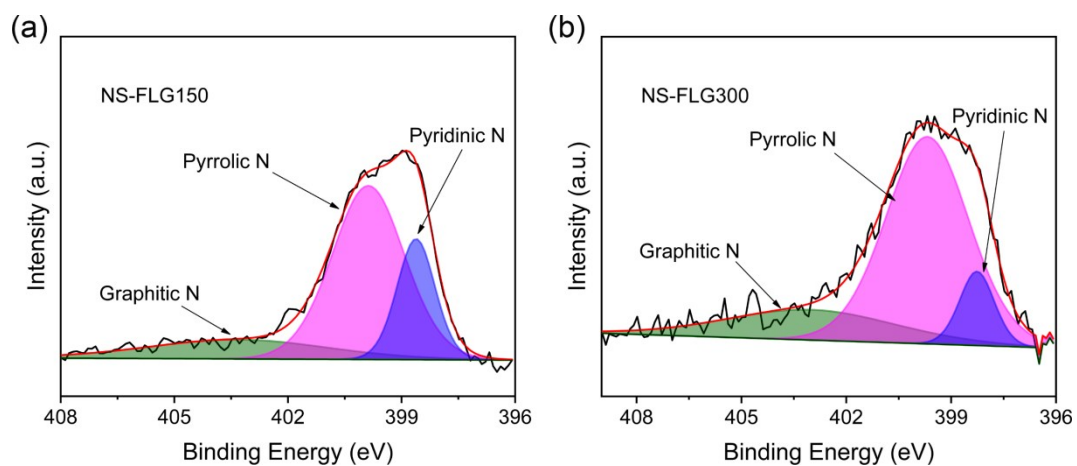 (a)
NS-FLG150
Pyridinic N
Pyrrolic N
Graphitic N
Intensity (a.u.)
408 405 402 399 396
Binding Energy (eV)
(b)
NS-FLG300
Pyridinic N
Pyrrolic N
Graphitic N
Intensity (a.u.)
408 405 402 399 396
Binding Energy (eV)